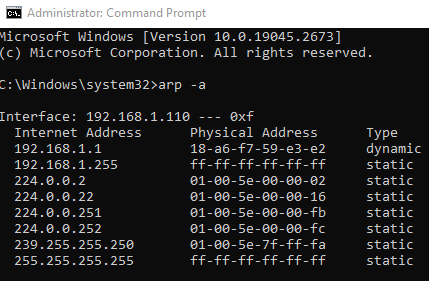 Administrator: Command Prompt
Microsoft Windows [Version 10.0.19045.2673]
(c) Microsoft Corporation. All rights reserved.
C:\Windows\system32>arp -a
Interface: 192.168.1.110 --- 0xf
Internet Address Physical Address Type
192.168.1.1 18-a6-f7-59-e3-e2 dynamic
192.168.1.255 ff-ff-ff-ff-ff-ff static
224.0.0.2 01-00-5e-00-00-02 static
224.0.0.22 01-00-5e-00-00-16 static
224.0.0.251 01-00-5e-00-00-fb static
224.0.0.252 01-00-5e-00-00-fc static
239.255.255.250 01-00-5e-7f-ff-fa static
255.255.255.255 ff-ff-ff-ff-ff-ff static